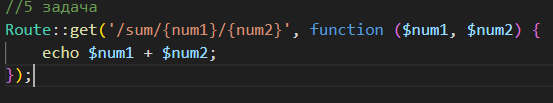 //5 задача
Route::get('/sum/{num1}/{num2}', function ($num1, $num2) {
    echo $num1 + $num2;
});